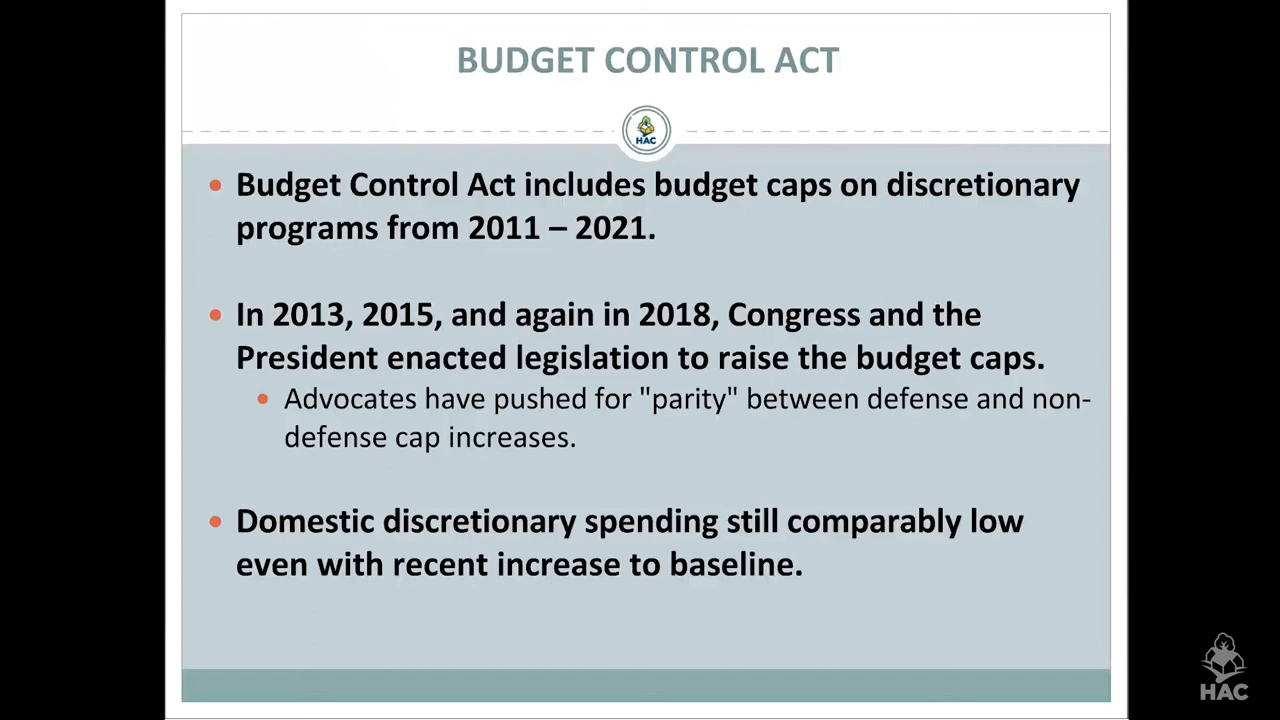 BUDGET CONTROL ACT
HAC
• Budget Control Act includes budget caps on discretionary
programs from 2011 – 2021.
• In 2013, 2015, and again in 2018, Congress and the
President enacted legislation to raise the budget caps.
• Advocates have pushed for "parity" between defense and non-
defense cap increases.
• Domestic discretionary spending still comparably low
even with recent increase to baseline.
HAC